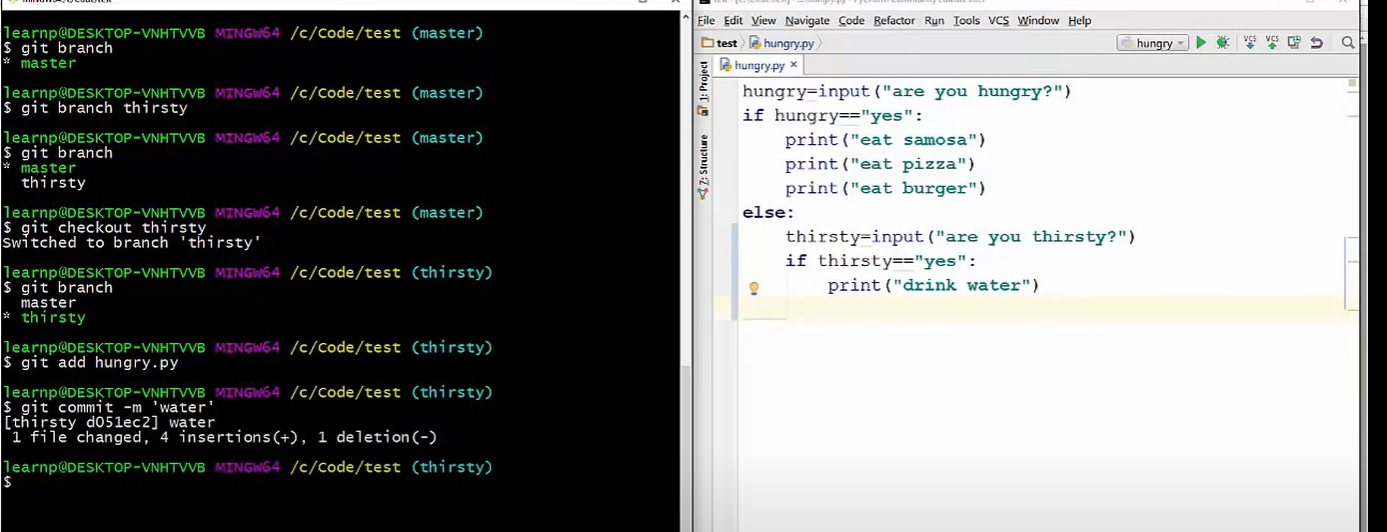 learnp@DESKTOP-VNHTVVB MINGW64 /c/Code/test (master)
$ git branch
* master
learnp@DESKTOP-VNHTVVB MINGW64 /c/Code/test (master)
$ git branch thirsty
learnp@DESKTOP-VNHTVVB MINGW64 /c/Code/test (master)
$ git branch
* master
  thirsty
learnp@DESKTOP-VNHTVVB MINGW64 /c/Code/test (master)
$ git checkout thirsty
Switched to branch 'thirsty'
learnp@DESKTOP-VNHTVVB MINGW64 /c/Code/test (thirsty)
$ git branch
  master
* thirsty
learnp@DESKTOP-VNHTVVB MINGW64 /c/Code/test (thirsty)
$ git add hungry.py
learnp@DESKTOP-VNHTVVB MINGW64 /c/Code/test (thirsty)
$ git commit -m 'water'
[thirsty d051ec2] water
 1 file changed, 4 insertions(+), 1 deletion(-)
learnp@DESKTOP-VNHTVVB MINGW64 /c/Code/test (thirsty)
$
File Edit View Navigate Code Refactor Run Tools VCS Window Help
test hungry.py hungry VCS VCS
hungry.py ×
1: Project
7: Structure
hungry=input("are you hungry?")
if hungry=="yes":
    print("eat samosa")
    print("eat pizza")
    print("eat burger")
else:
    thirsty=input("are you thirsty?")
    if thirsty=="yes":
        print("drink water")